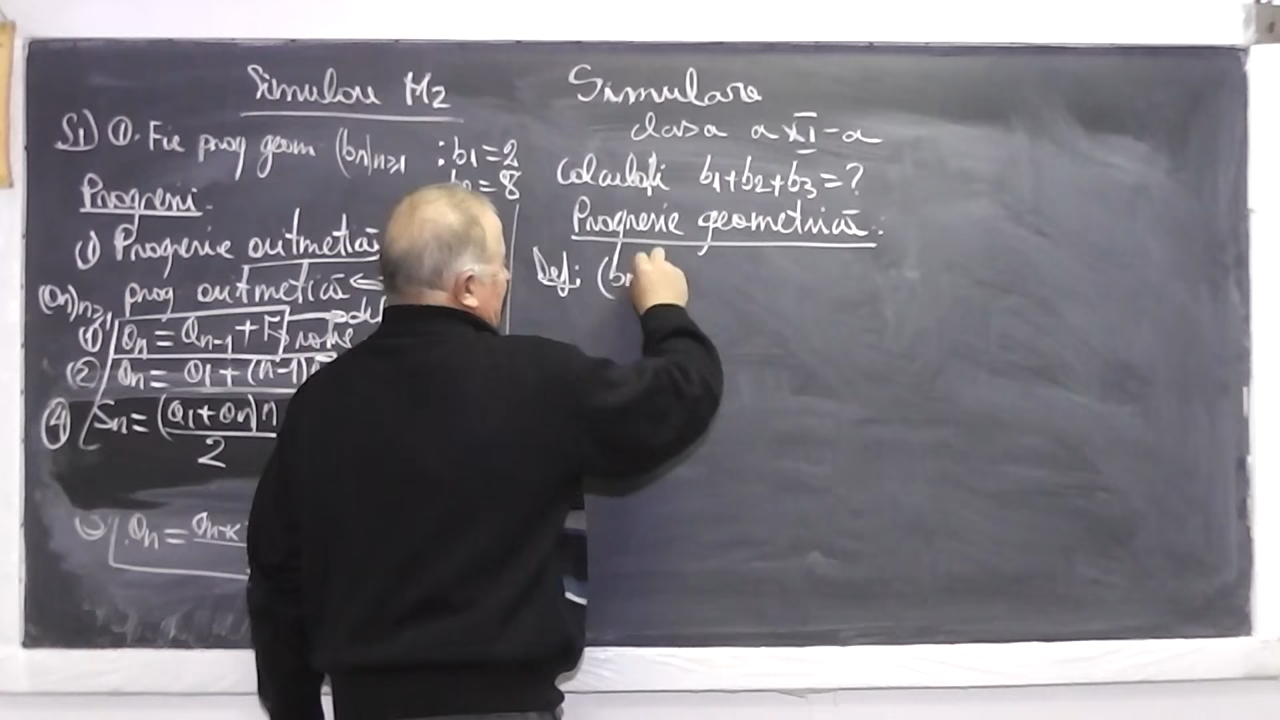 Simulare M2
S1) ①. Fie prog geom (bn)n≥1 : b1=2
=8
Progresii.
① Progresie aritmetică
(an)n≥1 prog aritmetică ⇐
(1) an = an-1 + r
(2) an = a1 + (n-1)
④ Sn = (a1+an)n
2
an = an-k
Simulare
clasa a XI-a
Calculați b1+b2+b3=?
Progresie geometrică:
Def: (bn